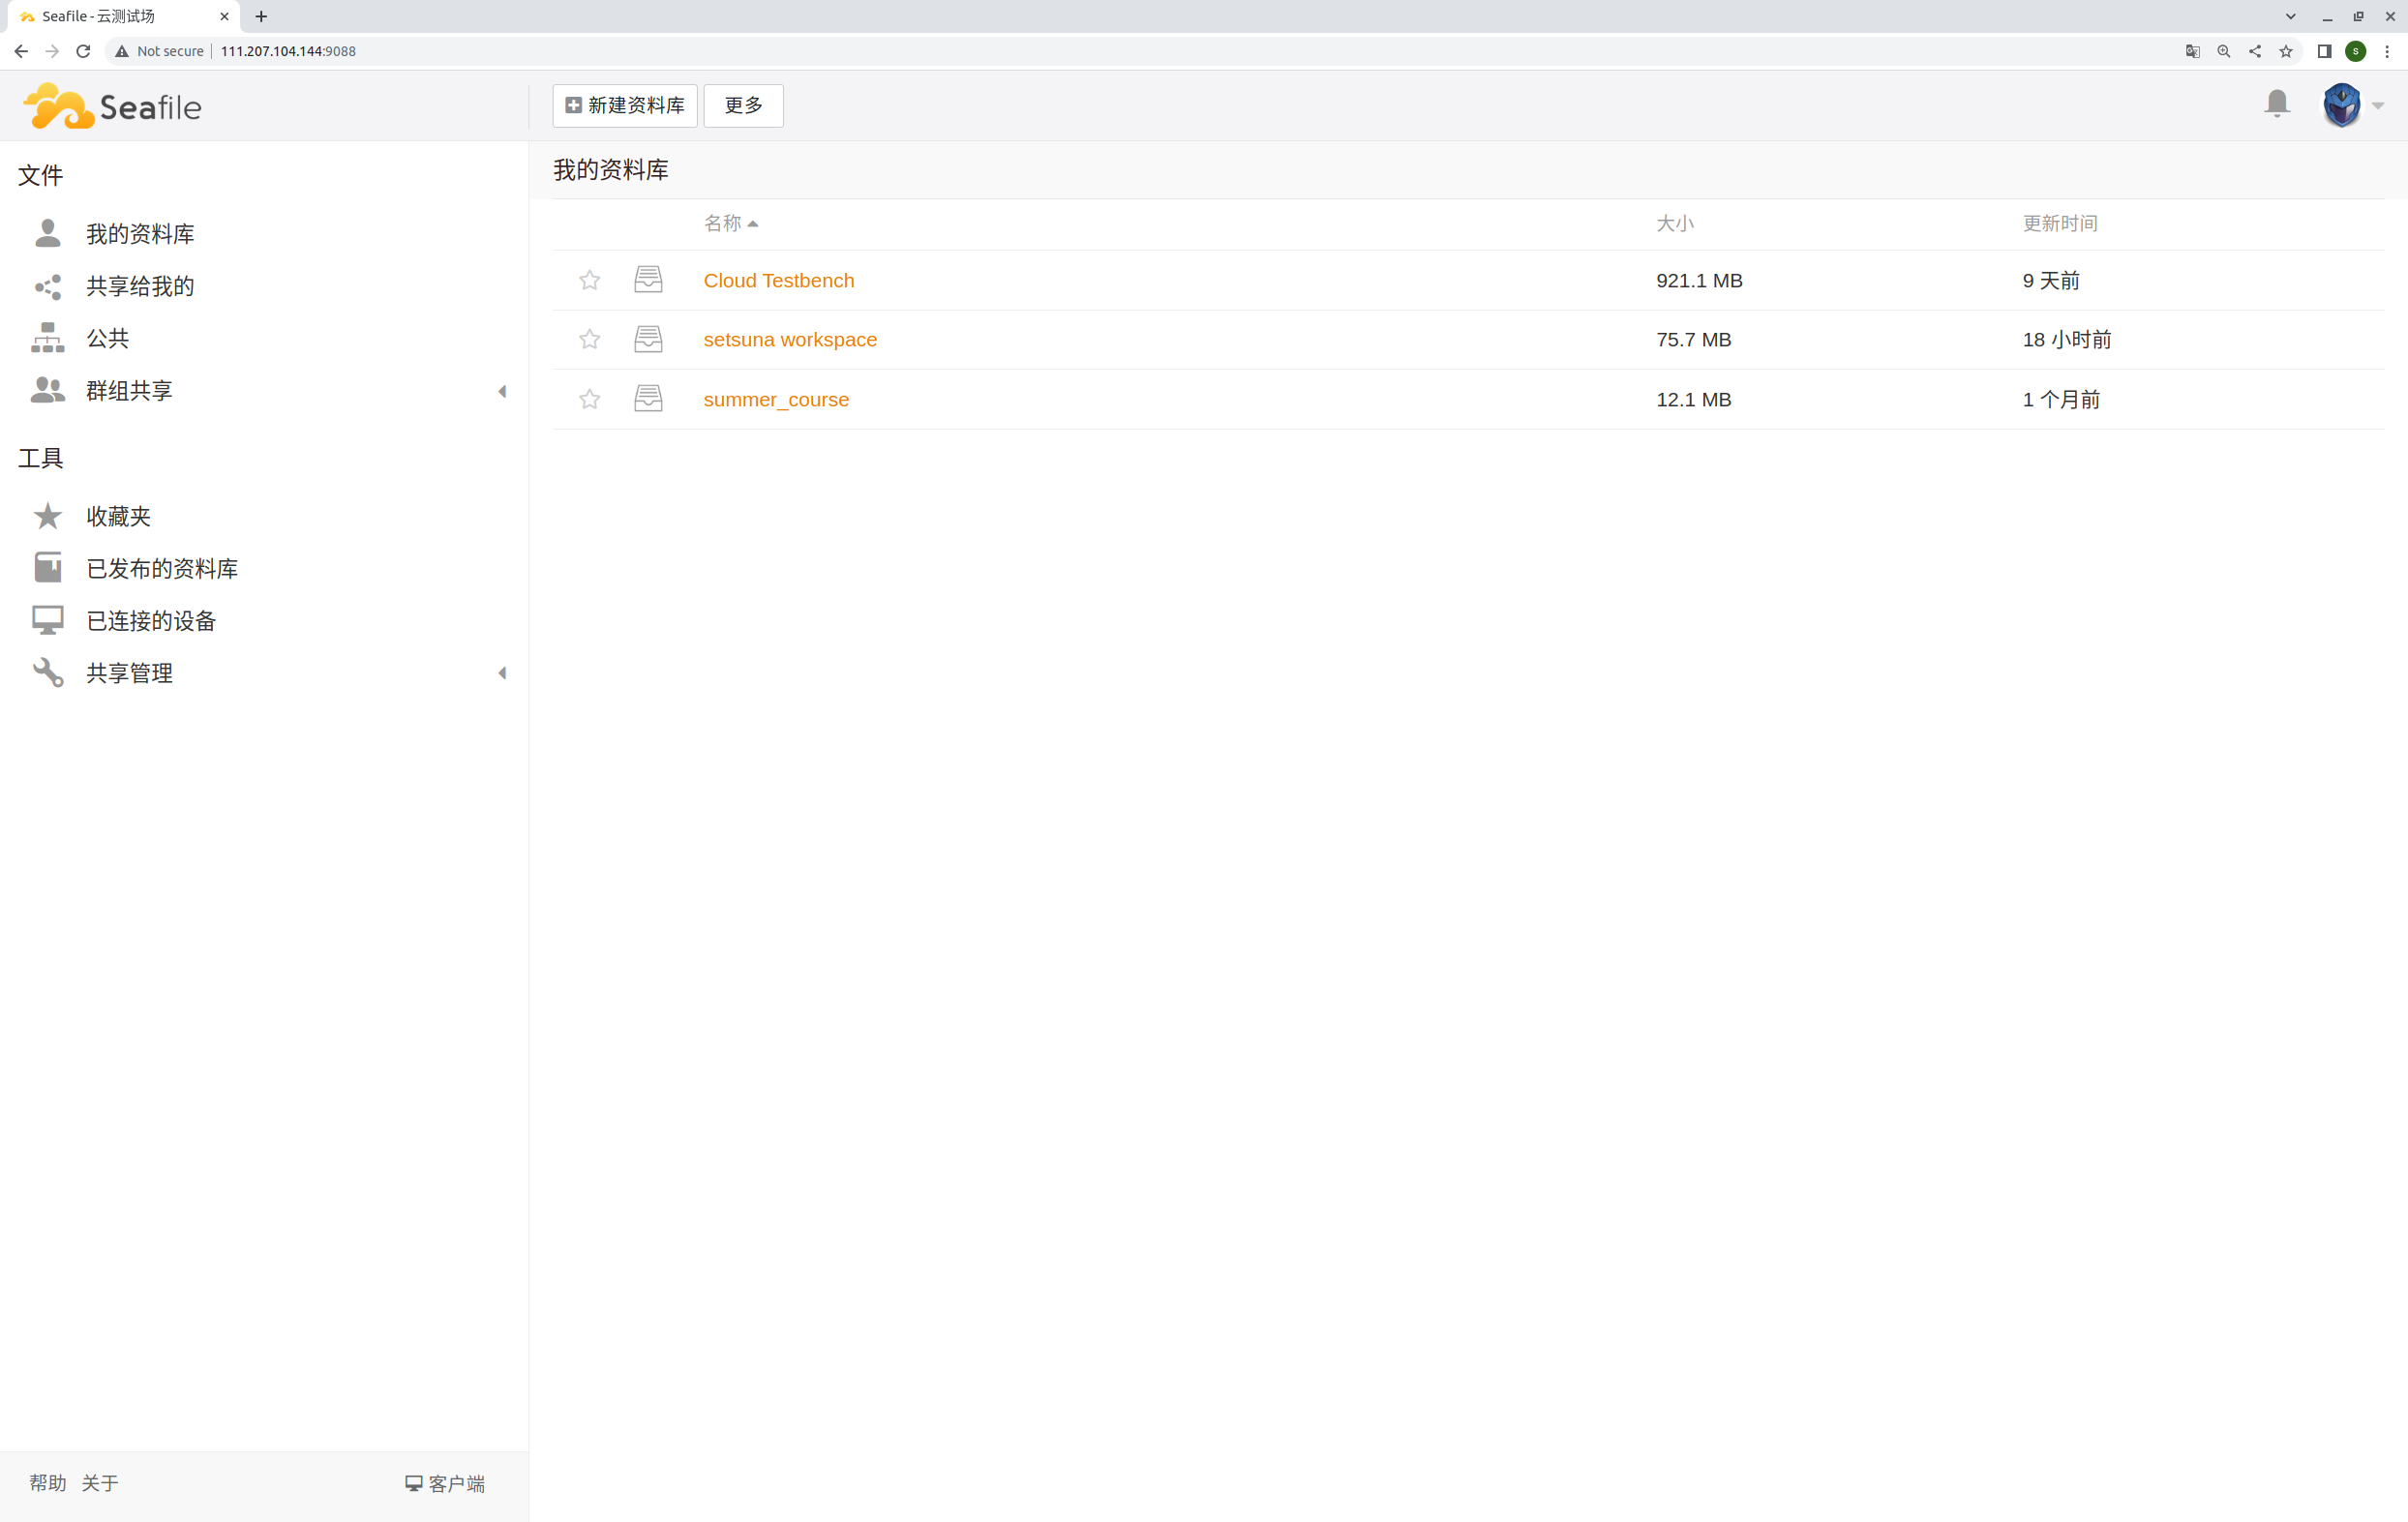 Seafile - 云测试场
Not secure 111.207.104.144:9088
S
Seafile
新建资料库 更多
文件
我的资料库
共享给我的
公共
群组共享
工具
收藏夹
已发布的资料库
已连接的设备
共享管理
帮助 关于 客户端
我的资料库
名称 大小 更新时间
Cloud Testbench 921.1 MB 9 天前
setsuna workspace 75.7 MB 18 小时前
summer_course 12.1 MB 1 个月前